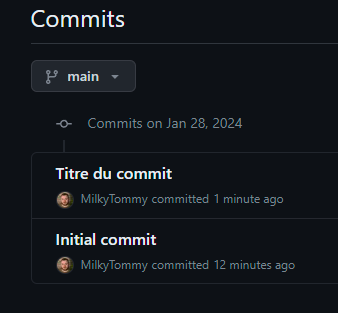 Commits
main
Commits on Jan 28, 2024
Titre du commit
MilkyTommy committed 1 minute ago
Initial commit
MilkyTommy committed 12 minutes ago